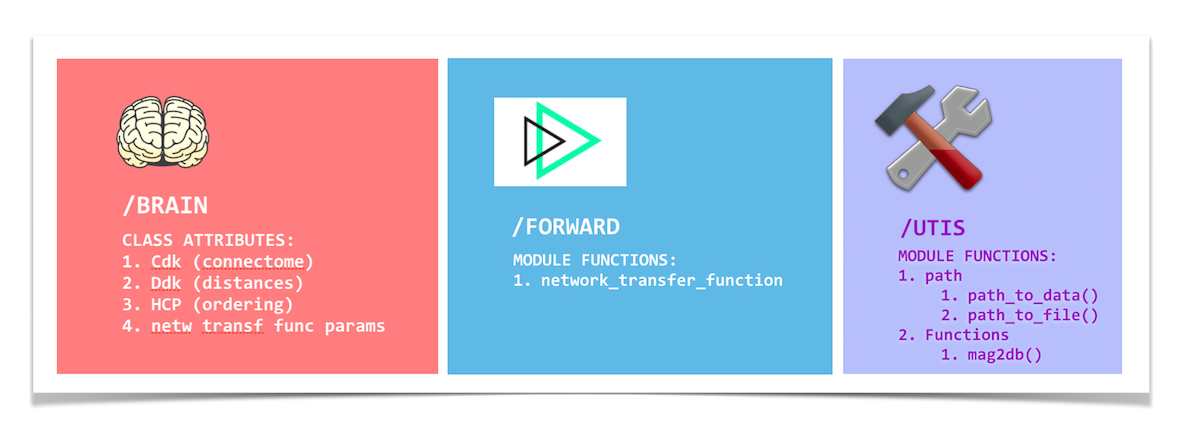 /BRAIN
CLASS ATTRIBUTES:
1. Cdk (connectome)
2. Ddk (distances)
3. HCP (ordering)
4. netw transf func params
/FORWARD
MODULE FUNCTIONS:
1. network_transfer_function
/UTIS
MODULE FUNCTIONS:
1. path
1. path_to_data()
2. path_to_file()
2. Functions
1. mag2db()